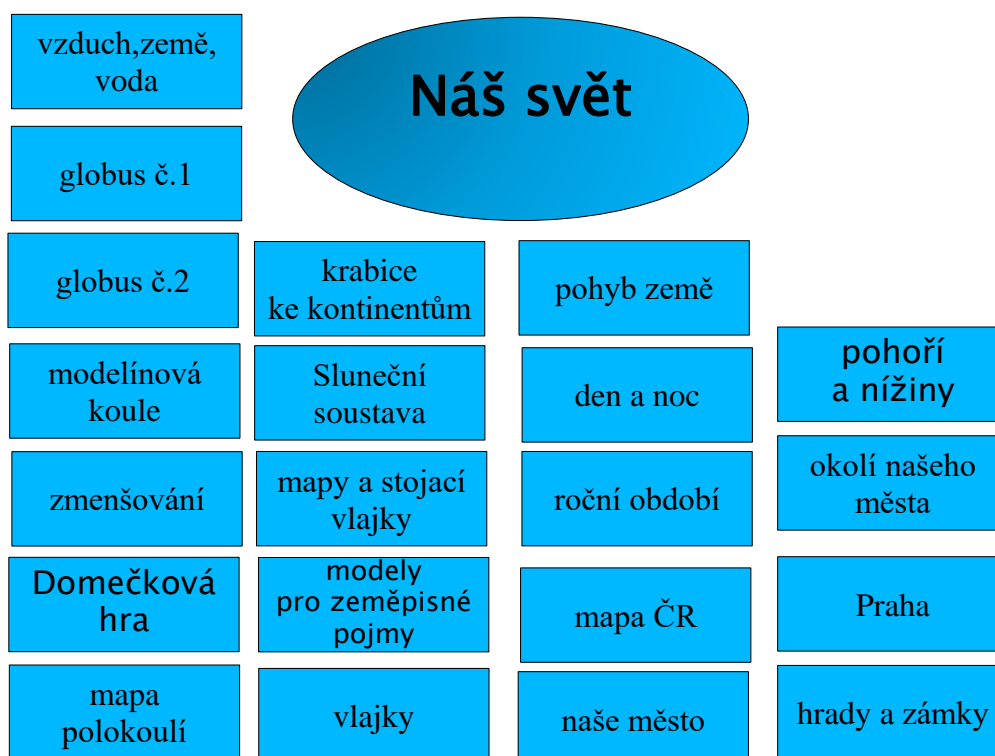 Náš svět
vzduch,země,
voda
globus č.1
globus č.2
modelínová
koule
zmenšování
Domečková
hra
mapa
polokoulí
krabice
ke kontinentům
Sluneční
soustava
mapy a stojací
vlajky
modely
pro zeměpisné
pojmy
vlajky
pohyb země
den a noc
roční období
mapa ČR
naše město
pohoří
a nížiny
okolí našeho
města
Praha
hrady a zámky